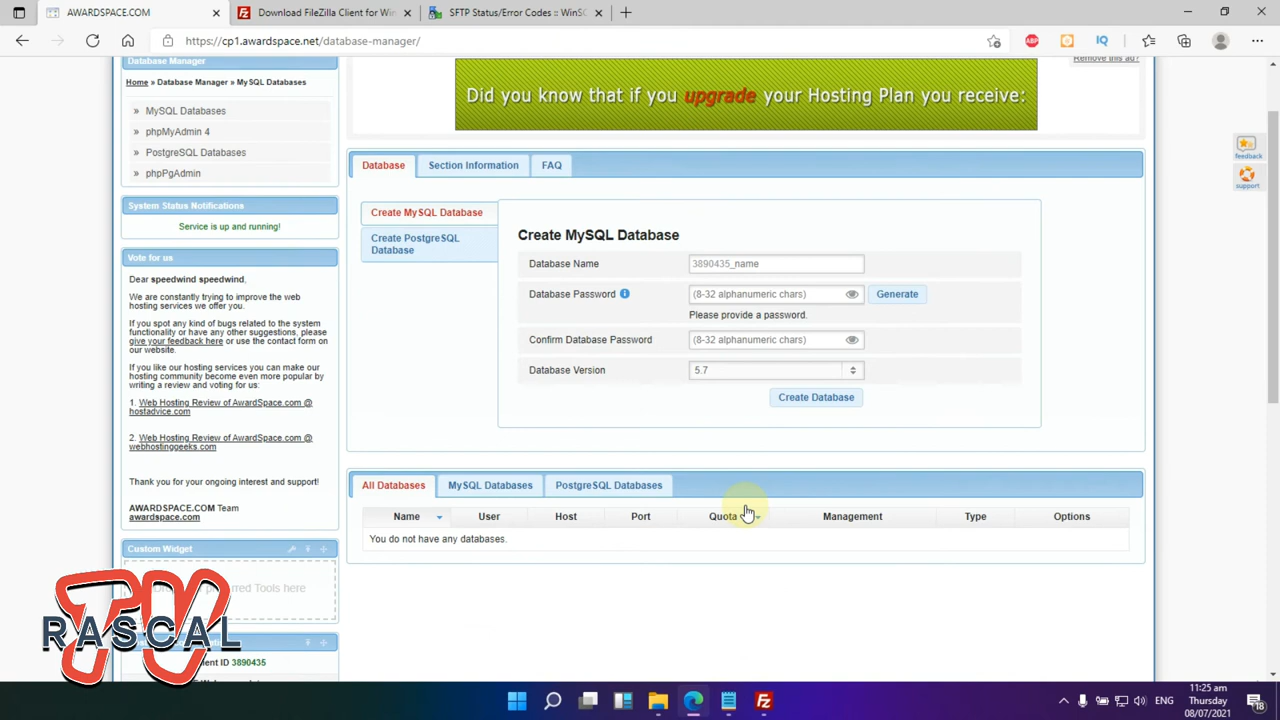 AWARDSPACE.COM
Download FileZilla Client for Win
SFTP Status/Error Codes :: WinSC
https://cp1.awardspace.net/database-manager/
ABP
IQ
Database Manager
Home » Database Manager » MySQL Databases
» MySQL Databases
» phpMyAdmin 4
» PostgreSQL Databases
» phpPgAdmin
System Status Notifications
Service is up and running!
Vote for us
Dear speedwind speedwind,
We are constantly trying to improve the web
hosting services we offer you.
If you spot any kind of bugs related to the system
functionality or have any other suggestions, please
give your feedback here or use the contact form on
our website.
If you like our hosting services you can make our
hosting community become even more popular by
writing a review and voting for us:
1. Web Hosting Review of AwardSpace.com @
hostadvice.com
2. Web Hosting Review of AwardSpace.com @
webhostinggeeks.com
Thank you for your ongoing interest and support!
AWARDSPACE.COM Team
awardspace.com
Custom Widget
preferred Tools here
Client ID 3890435
Remove this ad?
Did you know that if you upgrade your Hosting Plan you receive:
Database
Section Information
FAQ
Create MySQL Database
Create PostgreSQL
Database
Create MySQL Database
Database Name
3890435_name
Database Password
(8-32 alphanumeric chars)
Generate
Please provide a password.
Confirm Database Password
(8-32 alphanumeric chars)
Database Version
5.7
Create Database
All Databases
MySQL Databases
PostgreSQL Databases
Name User Host Port Quota Management Type Options
You do not have any databases.
feedback
support
TV
RASCAL
ENG
11:25 am
Thursday
08/07/2021
18